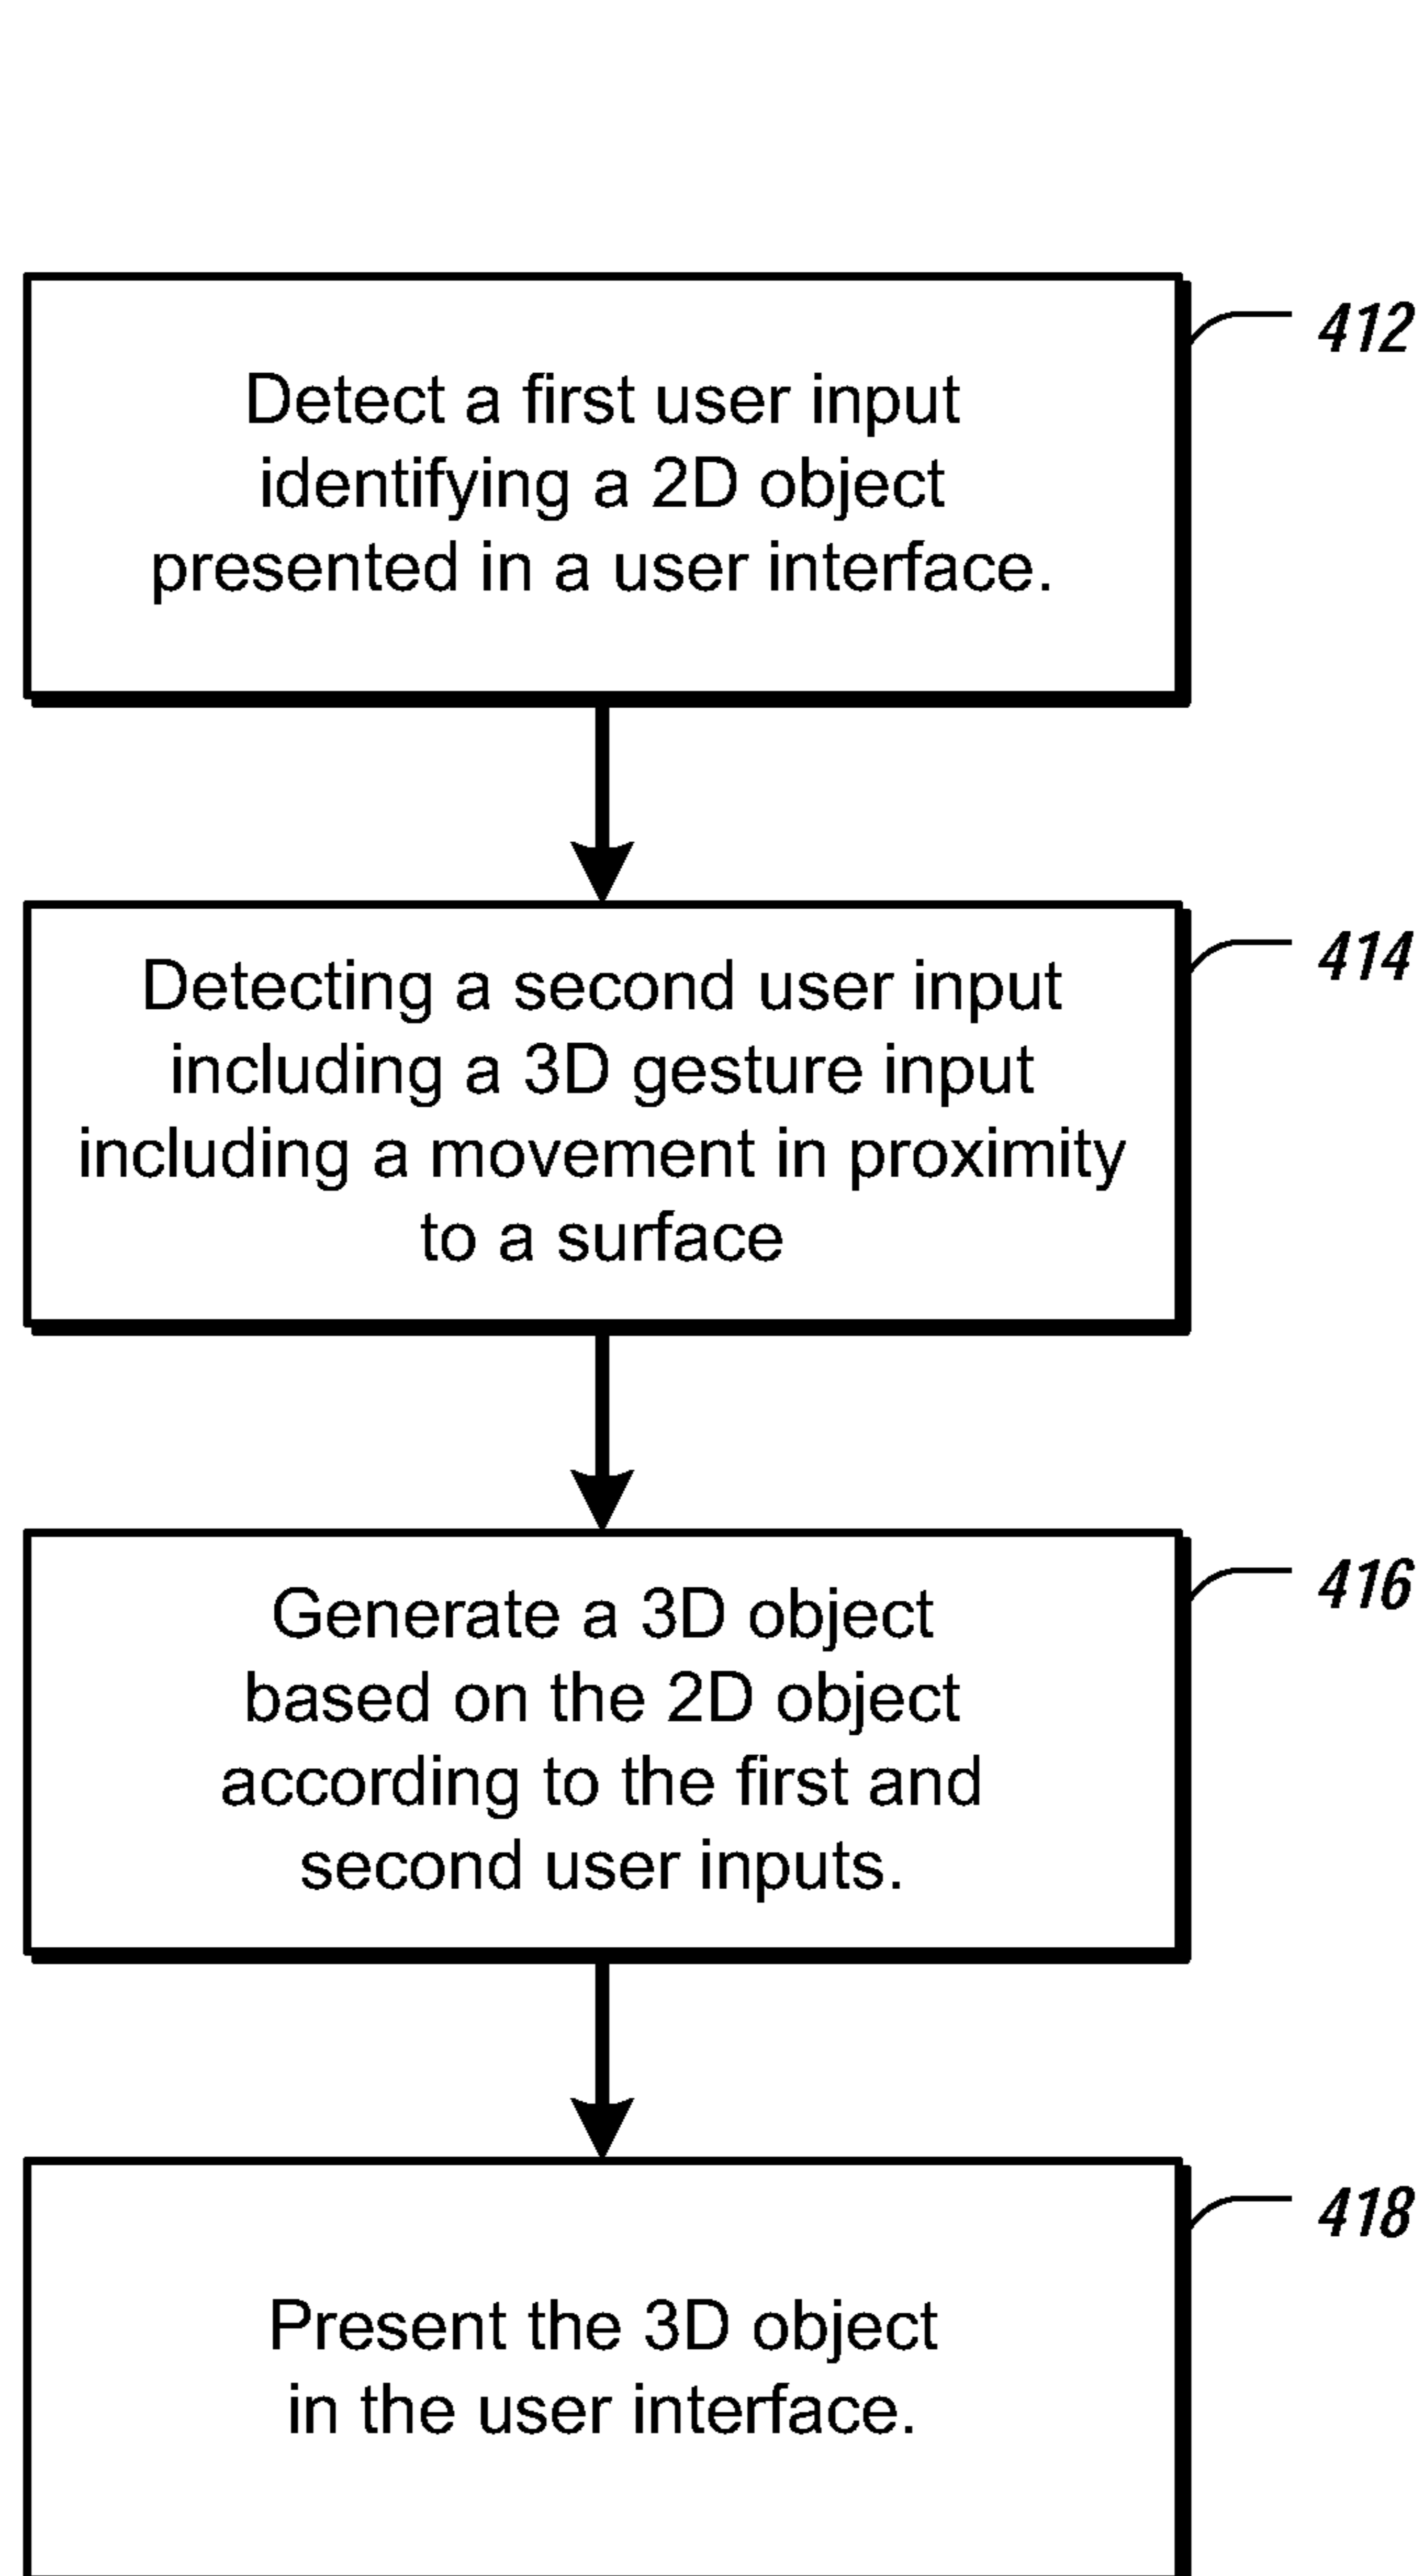 412
Detect a first user input
identifying a 2D object
presented in a user interface.
414
Detecting a second user input
including a 3D gesture input
including a movement in proximity
to a surface
416
Generate a 3D object
based on the 2D object
according to the first and
second user inputs.
418
Present the 3D object
in the user interface.